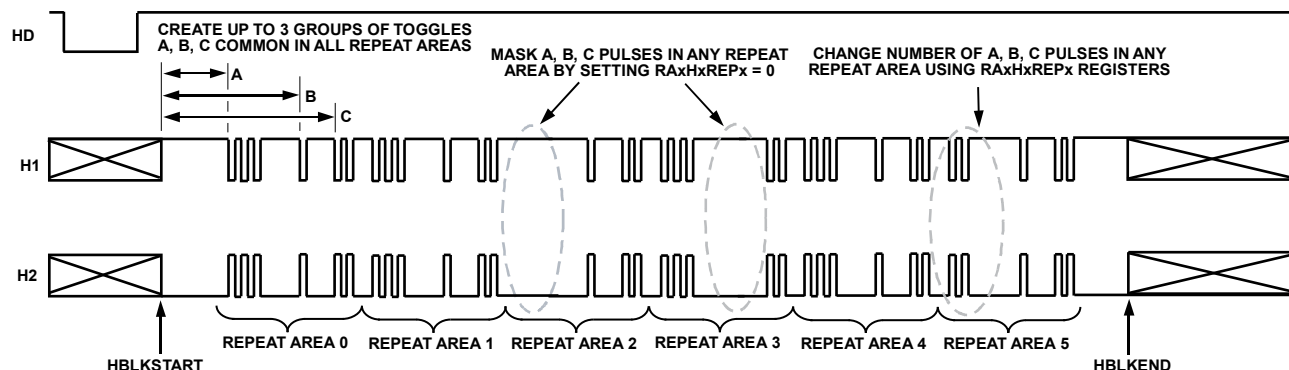 HD
CREATE UP TO 3 GROUPS OF TOGGLES
A, B, C COMMON IN ALL REPEAT AREAS
A
B
C
MASK A, B, C PULSES IN ANY REPEAT
AREA BY SETTING RAxHxREPx = 0
CHANGE NUMBER OF A, B, C PULSES IN ANY
REPEAT AREA USING RAxHxREPx REGISTERS
H1
H2
REPEAT AREA 0
REPEAT AREA 1
REPEAT AREA 2
REPEAT AREA 3
REPEAT AREA 4
REPEAT AREA 5
HBLKSTART
HBLKEND